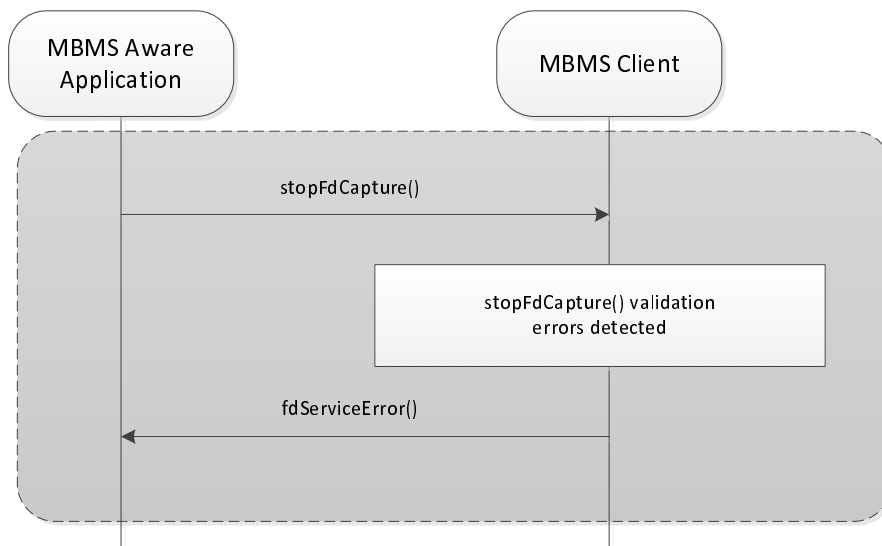 MBMS Aware
Application
MBMS Client
stopFdCapture()
stopFdCapture() validation
errors detected
fdServiceError()